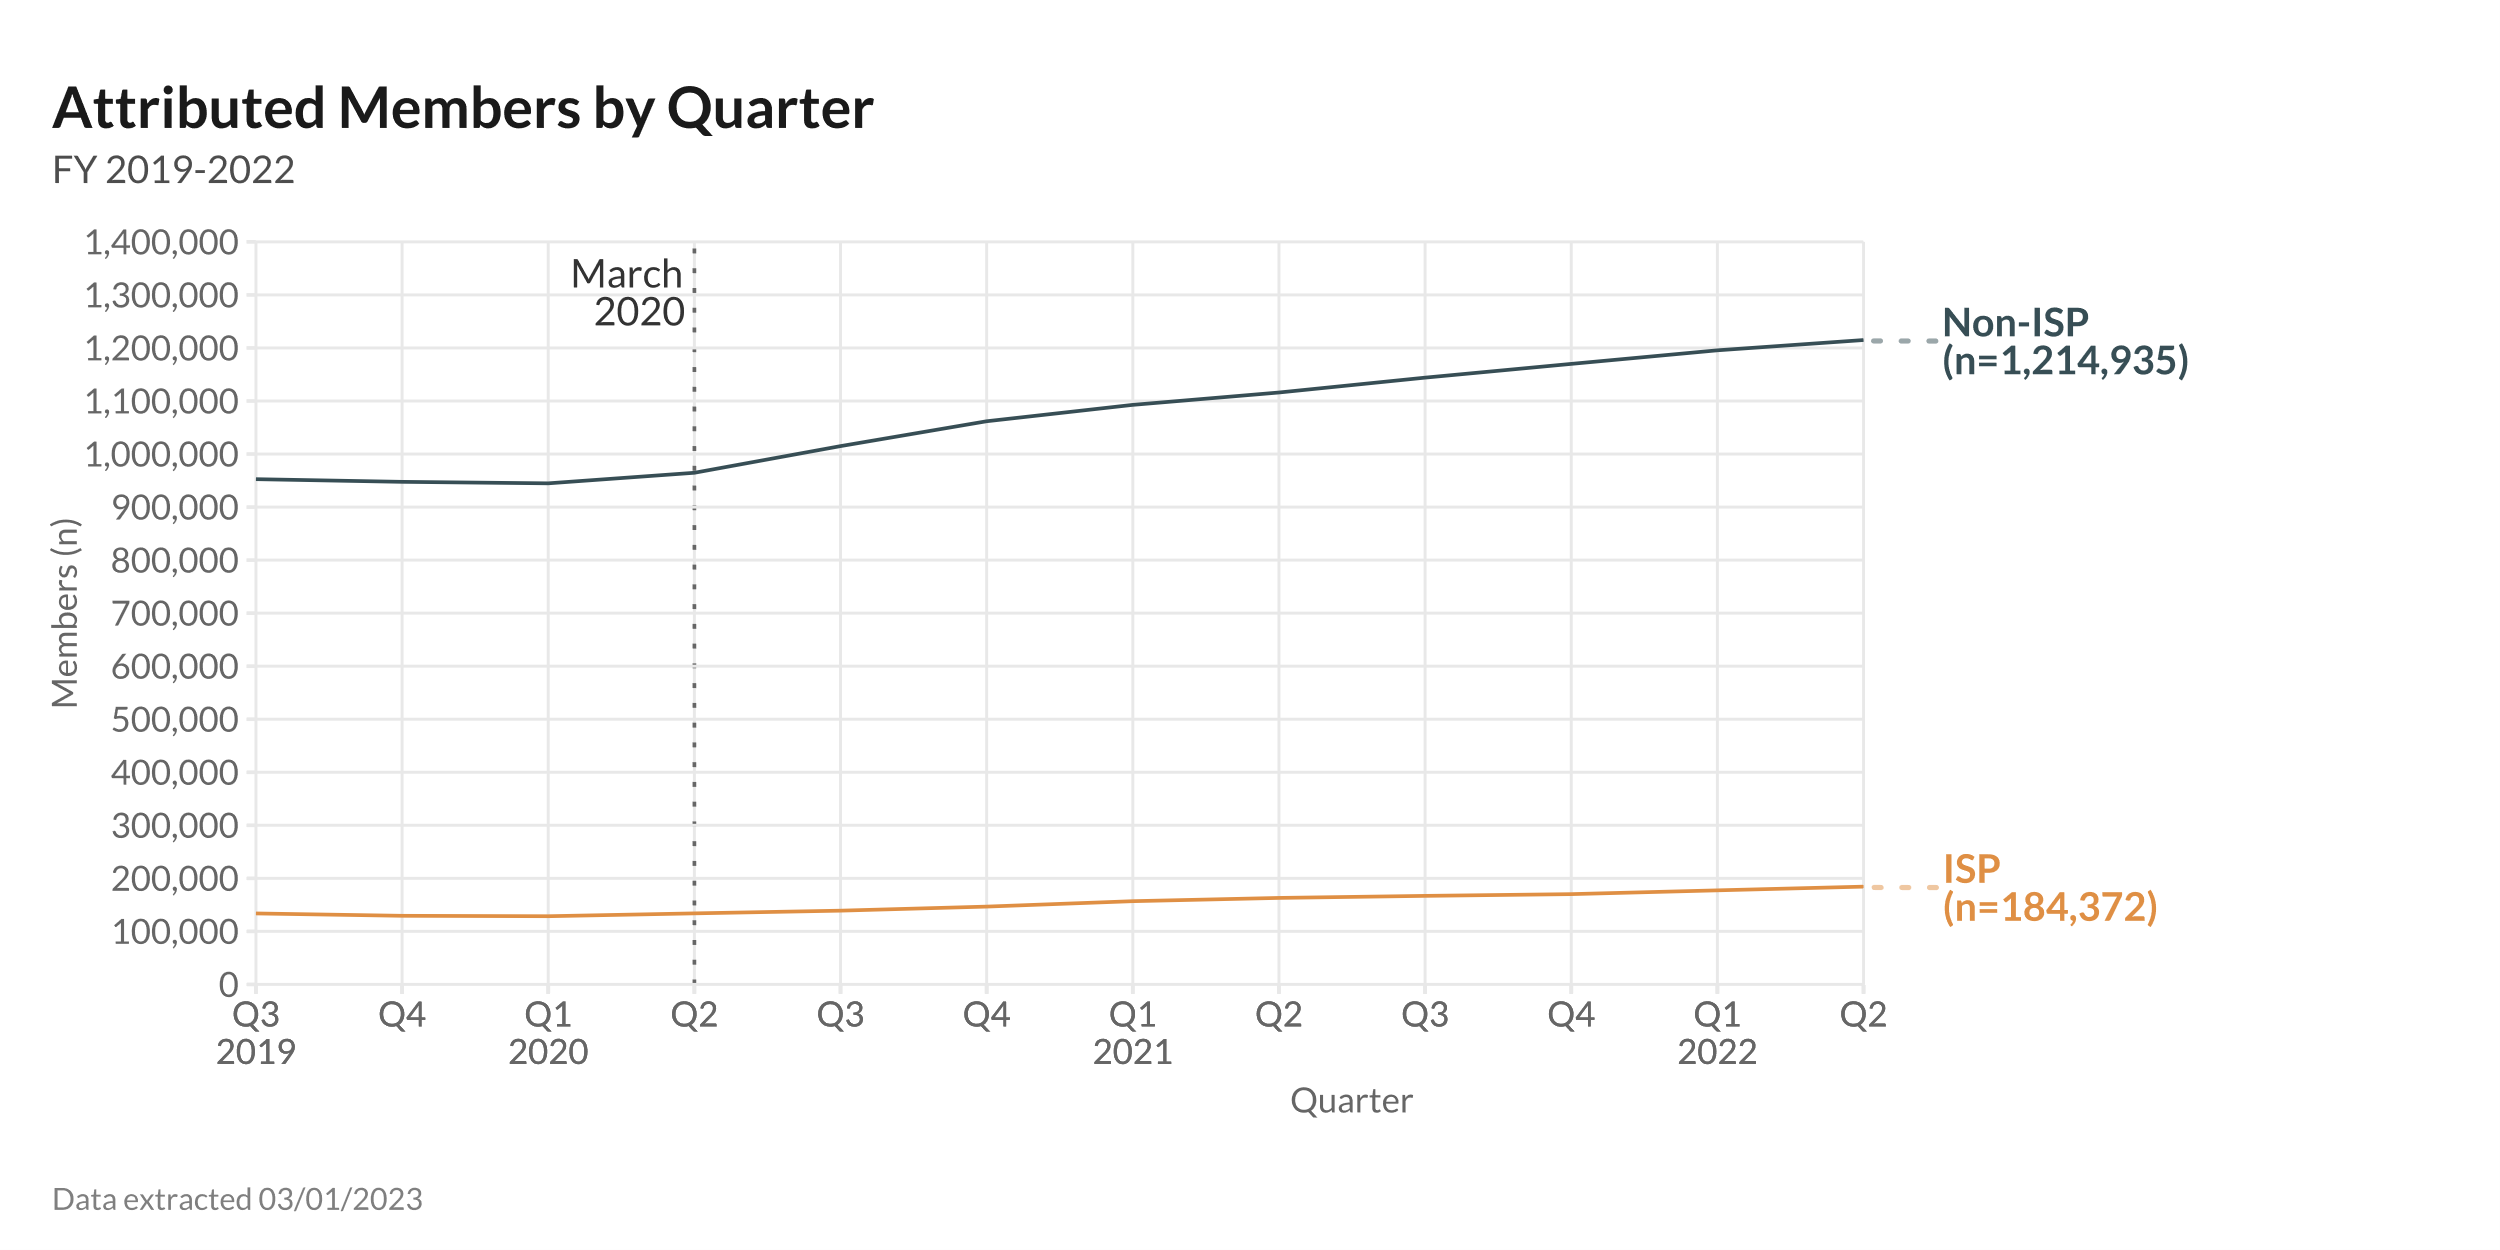 Attributed Members by Quarter
FY 2019-2022
1,400,000
1,300,000
1,200,000
1,100,000
1,000,000
900,000
800,000
700,000
600,000
500,000
400,000
300,000
200,000
100,000
0
Members (n)
March
2020
Non-ISP
(n=1,214,935)
ISP
(n=184,372)
Q3 Q4 Q1 Q2 Q3 Q4 Q1 Q2 Q3 Q4 Q1 Q2
2019 2020 2021 2022
Quarter
Data extracted 03/01/2023